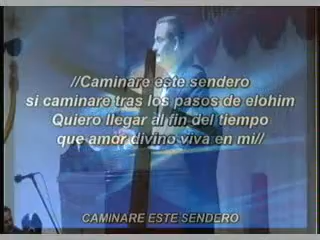 //Caminare este sendero
si caminare tras los pasos de elohim
Quiero llegar al fin del tiempo
que amor divino viva en mi//
CAMINARE ESTE SENDERO